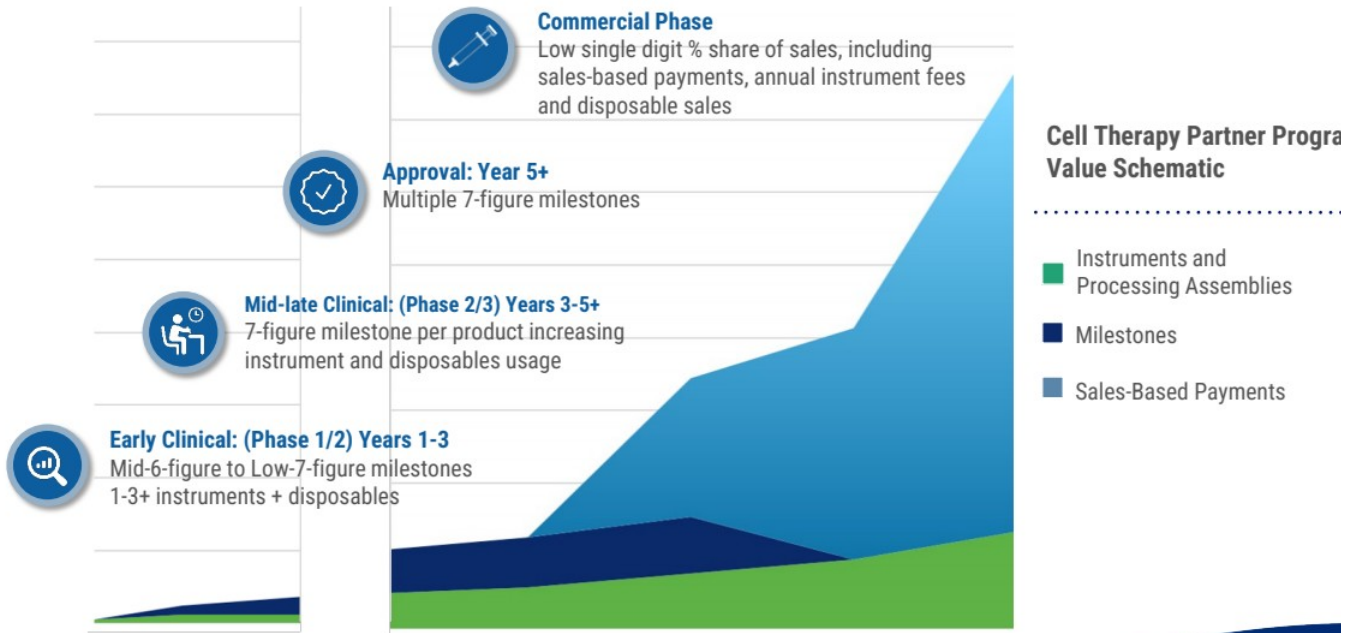 Commercial Phase
Low single digit % share of sales, including
sales-based payments, annual instrument fees
and disposable sales
Approval: Year 5+
Multiple 7-figure milestones
Mid-late Clinical: (Phase 2/3) Years 3-5+
7-figure milestone per product increasing
instrument and disposables usage
Early Clinical: (Phase 1/2) Years 1-3
Mid-6-figure to Low-7-figure milestones
1-3+ instruments + disposables
Cell Therapy Partner Progra
Value Schematic
Instruments and
Processing Assemblies
Milestones
Sales-Based Payments